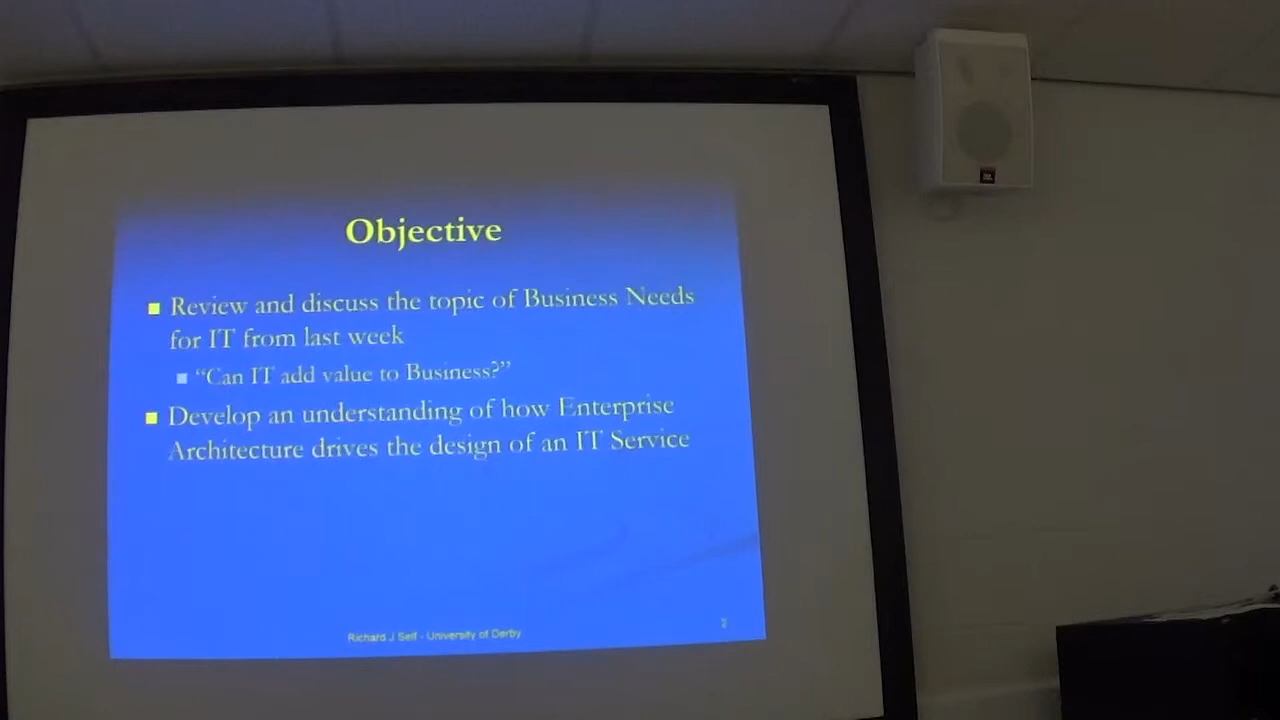 Objective
Review and discuss the topic of Business Needs
for IT from last week
“Can IT add value to Business?”
Develop an understanding of how Enterprise
Architecture drives the design of an IT Service
Richard J Self - University of Derby
2
JBL